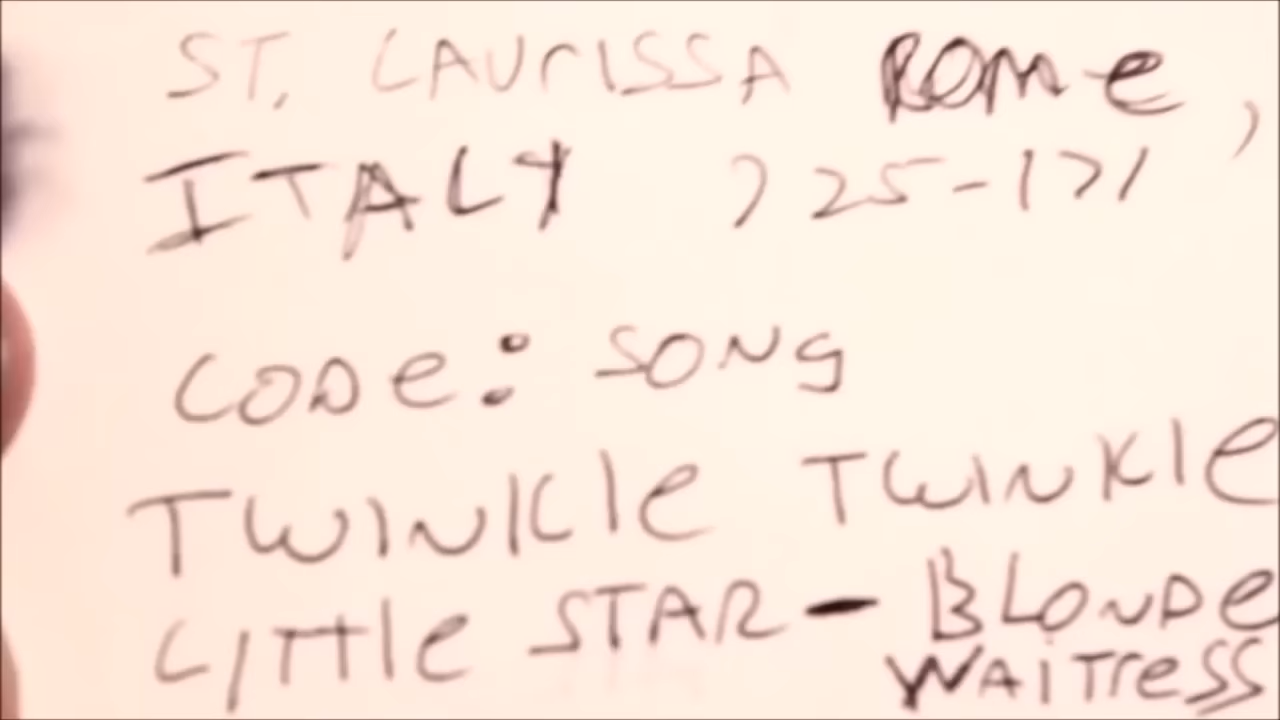 ST. LAUrISSA ROME,
ITALY 725-171
CODe: SONG
TWINKle TWINKle
LITTle STAR - BLONDe
WAiTreSS